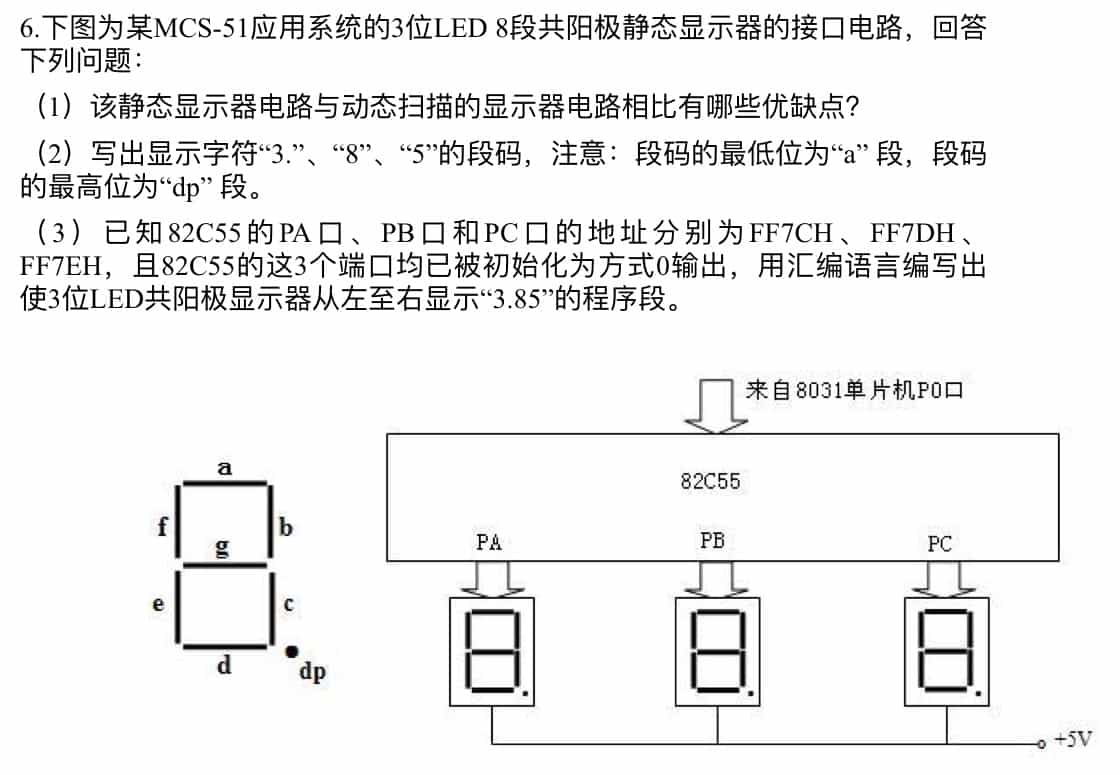 6.下图为某MCS-51应用系统的3位LED 8段共阳极静态显示器的接口电路，回答
下列问题：
（1）该静态显示器电路与动态扫描的显示器电路相比有哪些优缺点？
（2）写出显示字符“3.”、“8”、“5”的段码，注意：段码的最低位为“a” 段，段码
的最高位为“dp” 段。
（3）已知82C55的PA口、PB口和PC口的地址分别为FF7CH、FF7DH、
FF7EH，且82C55的这3个端口均已被初始化为方式0输出，用汇编语言编写出
使3位LED共阳极显示器从左至右显示“3.85”的程序段。
来自8031单片机P0口
82C55
PA
PB
PC
a
f
b
g
e
c
d
dp
+5V